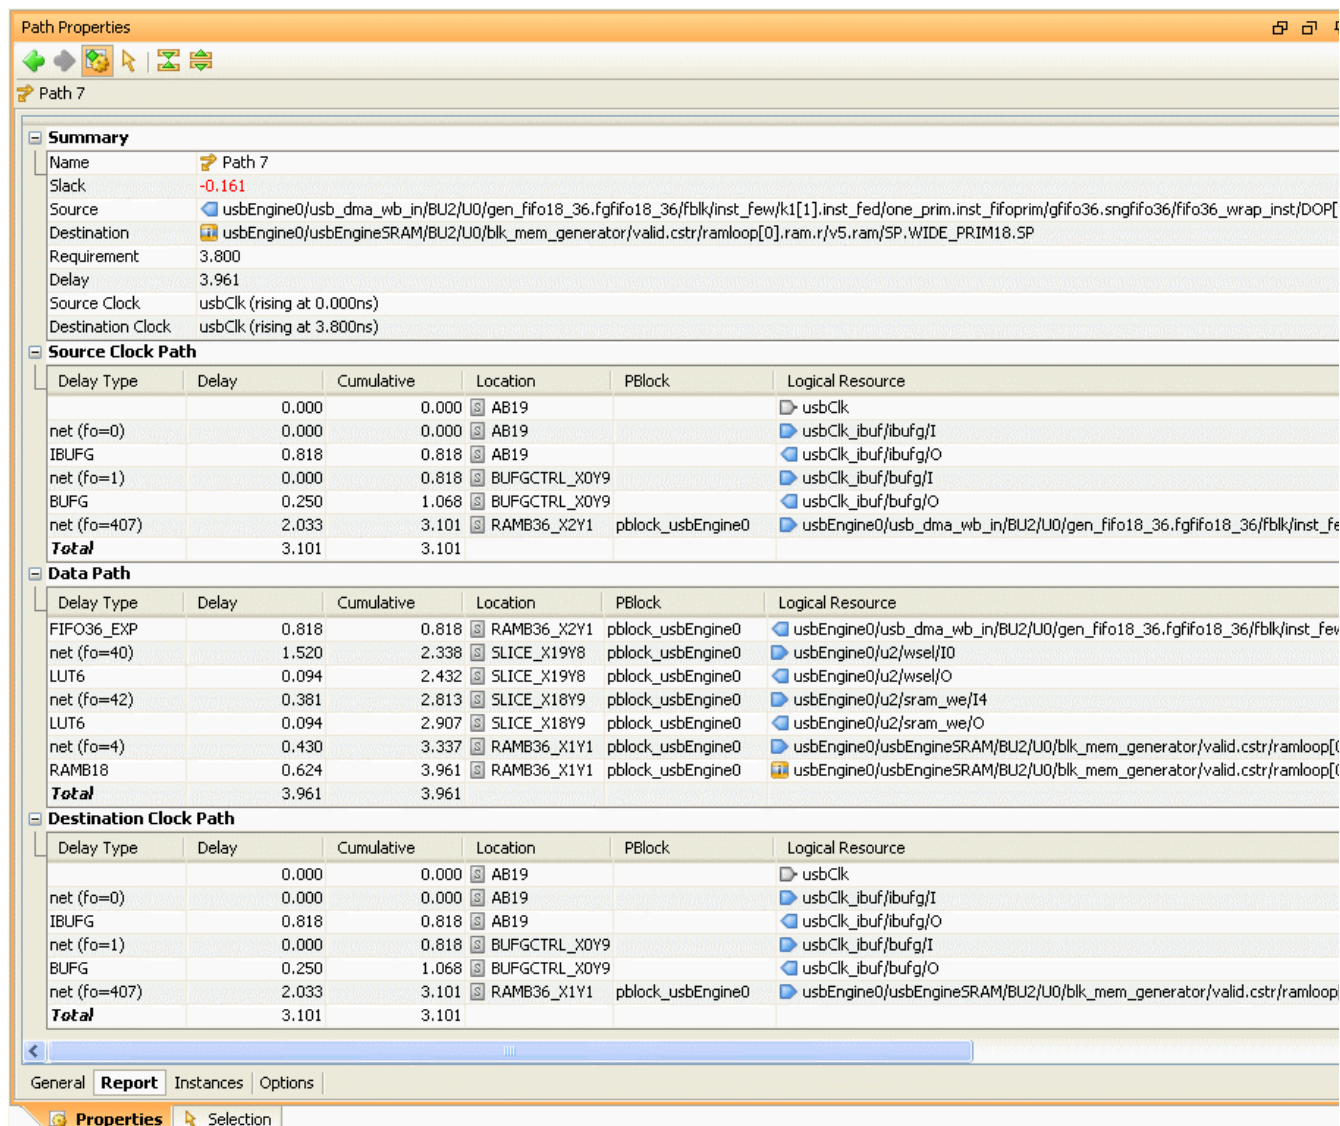 Path Properties
Path 7
Summary
Name Path 7
Slack -0.161
Source usbEngine0/usb_dma_wb_in/BU2/U0/gen_fifo18_36.fgfifo18_36/fblk/inst_few/k1[1].inst_fed/one_prim.inst_fifoprim/gfifo36.sngfifo36/fifo36_wrap_inst/DOP[
Destination usbEngine0/usbEngineSRAM/BU2/U0/blk_mem_generator/valid.cstr/ramloop[0].ram.r/v5.ram/SP.WIDE_PRIM18.SP
Requirement 3.800
Delay 3.961
Source Clock usbClk (rising at 0.000ns)
Destination Clock usbClk (rising at 3.800ns)
Source Clock Path
Delay Type Delay Cumulative Location PBlock Logical Resource
0.000 0.000 S AB19 usbClk
net (fo=0) 0.000 0.000 S AB19 usbClk_ibuf/ibufg/I
IBUFG 0.818 0.818 S AB19 usbClk_ibuf/ibufg/O
net (fo=1) 0.000 0.818 S BUFGCTRL_X0Y9 usbClk_ibuf/bufg/I
BUFG 0.250 1.068 S BUFGCTRL_X0Y9 usbClk_ibuf/bufg/O
net (fo=407) 2.033 3.101 S RAMB36_X2Y1 pblock_usbEngine0 usbEngine0/usb_dma_wb_in/BU2/U0/gen_fifo18_36.fgfifo18_36/fblk/inst_fe
Total 3.101 3.101
Data Path
Delay Type Delay Cumulative Location PBlock Logical Resource
FIFO36_EXP 0.818 0.818 S RAMB36_X2Y1 pblock_usbEngine0 usbEngine0/usb_dma_wb_in/BU2/U0/gen_fifo18_36.fgfifo18_36/fblk/inst_few
net (fo=40) 1.520 2.338 S SLICE_X19Y8 pblock_usbEngine0 usbEngine0/u2/wsel/I0
LUT6 0.094 2.432 S SLICE_X19Y8 pblock_usbEngine0 usbEngine0/u2/wsel/O
net (fo=42) 0.381 2.813 S SLICE_X18Y9 pblock_usbEngine0 usbEngine0/u2/sram_we/I4
LUT6 0.094 2.907 S SLICE_X18Y9 pblock_usbEngine0 usbEngine0/u2/sram_we/O
net (fo=4) 0.430 3.337 S RAMB36_X1Y1 pblock_usbEngine0 usbEngine0/usbEngineSRAM/BU2/U0/blk_mem_generator/valid.cstr/ramloop[0
RAMB18 0.624 3.961 S RAMB36_X1Y1 pblock_usbEngine0 usbEngine0/usbEngineSRAM/BU2/U0/blk_mem_generator/valid.cstr/ramloop[0
Total 3.961 3.961
Destination Clock Path
Delay Type Delay Cumulative Location PBlock Logical Resource
0.000 0.000 S AB19 usbClk
net (fo=0) 0.000 0.000 S AB19 usbClk_ibuf/ibufg/I
IBUFG 0.818 0.818 S AB19 usbClk_ibuf/ibufg/O
net (fo=1) 0.000 0.818 S BUFGCTRL_X0Y9 usbClk_ibuf/bufg/I
BUFG 0.250 1.068 S BUFGCTRL_X0Y9 usbClk_ibuf/bufg/O
net (fo=407) 2.033 3.101 S RAMB36_X1Y1 pblock_usbEngine0 usbEngine0/usbEngineSRAM/BU2/U0/blk_mem_generator/valid.cstr/ramloop[
Total 3.101 3.101
General Report Instances Options
Properties Selection